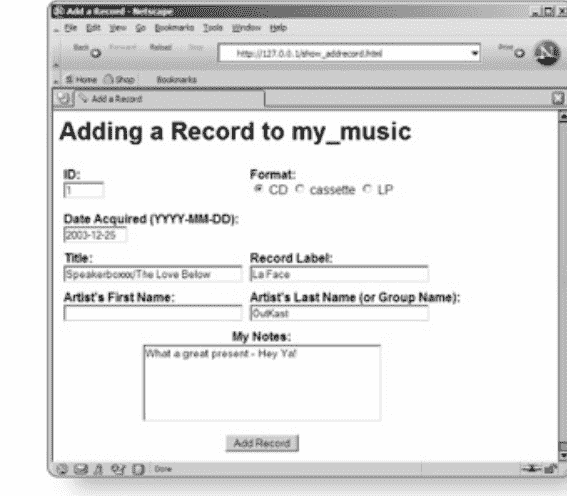 Add a Record - Netscape
File Edit View Go Bookmarks Tools Window Help
Back Forward Reload Stop http://127.0.0.1/show_addrecord.html Print N
Home Shop Bookmarks
Add a Record
Adding a Record to my_music
ID: Format:
1 CD cassette LP
Date Acquired (YYYY-MM-DD):
2003-12-25
Title: Record Label:
Speakerboxxx/The Love Below La Face
Artist's First Name: Artist's Last Name (or Group Name):
OutKast
My Notes:
What a great present - Hey Ya!
Add Record
Done